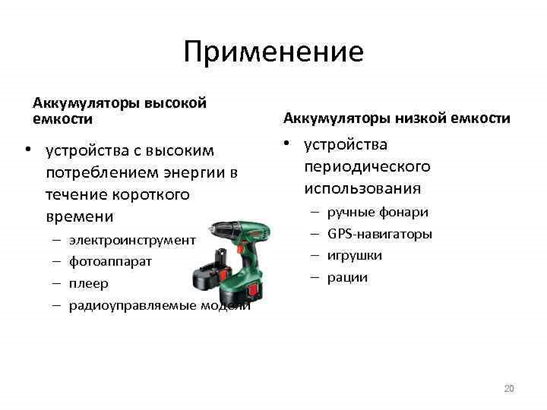 Применение
Аккумуляторы высокой
емкости
• устройства с высоким
потреблением энергии в
течение короткого
времени
– электроинструмент
– фотоаппарат
– плеер
– радиоуправляемые модели
Аккумуляторы низкой емкости
• устройства
периодического
использования
– ручные фонари
– GPS-навигаторы
– игрушки
– рации
20